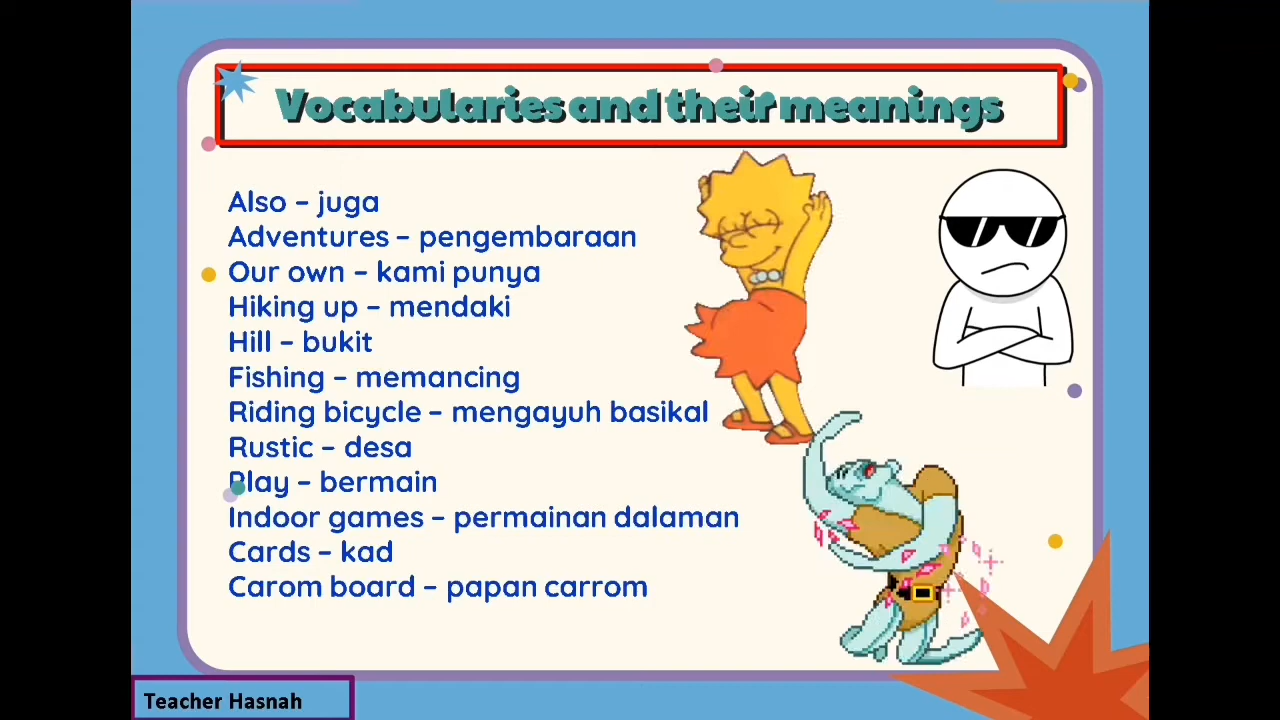 Vocabularies and their meanings
Also – juga
Adventures – pengembaraan
Our own – kami punya
Hiking up – mendaki
Hill – bukit
Fishing – memancing
Riding bicycle – mengayuh basikal
Rustic – desa
Play – bermain
Indoor games – permainan dalaman
Cards – kad
Carom board – papan carrom
Teacher Hasnah